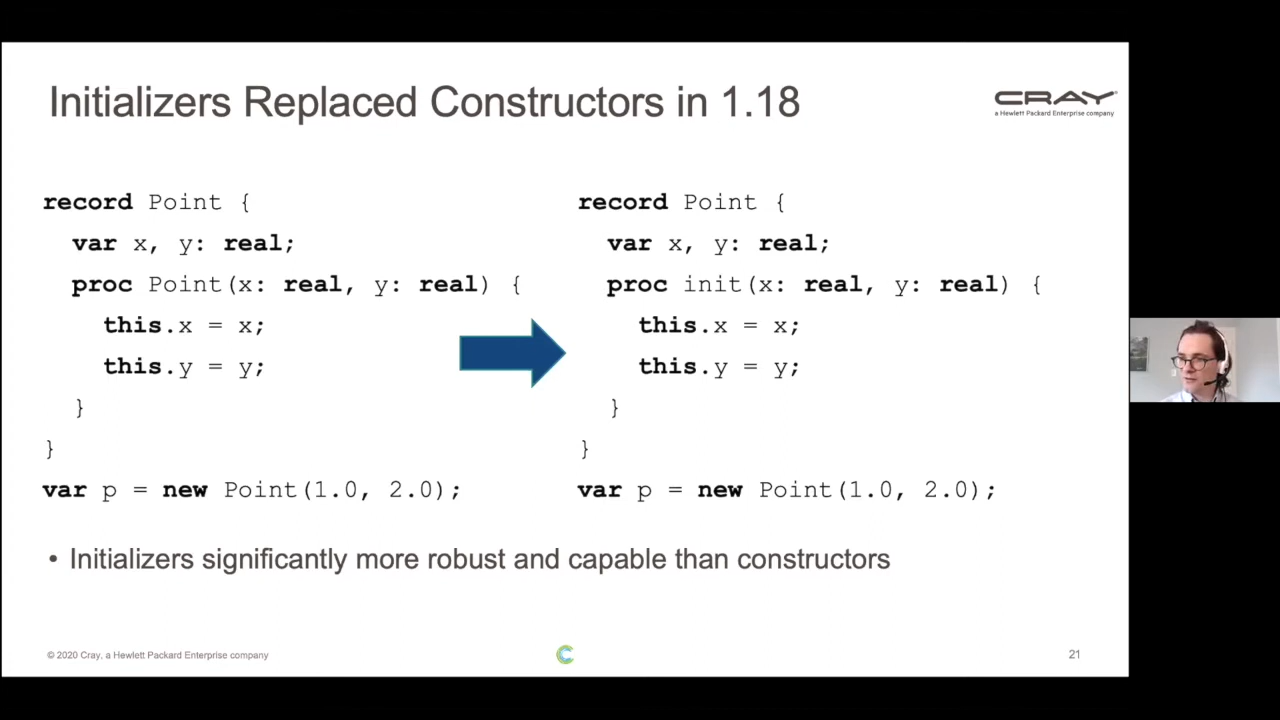 Initializers Replaced Constructors in 1.18
CRAY
a Hewlett Packard Enterprise company
record Point {
var x, y: real;
proc Point(x: real, y: real) {
this.x = x;
this.y = y;
}
}
var p = new Point(1.0, 2.0);
record Point {
var x, y: real;
proc init(x: real, y: real) {
this.x = x;
this.y = y;
}
}
var p = new Point(1.0, 2.0);
• Initializers significantly more robust and capable than constructors
© 2020 Cray, a Hewlett Packard Enterprise company
21